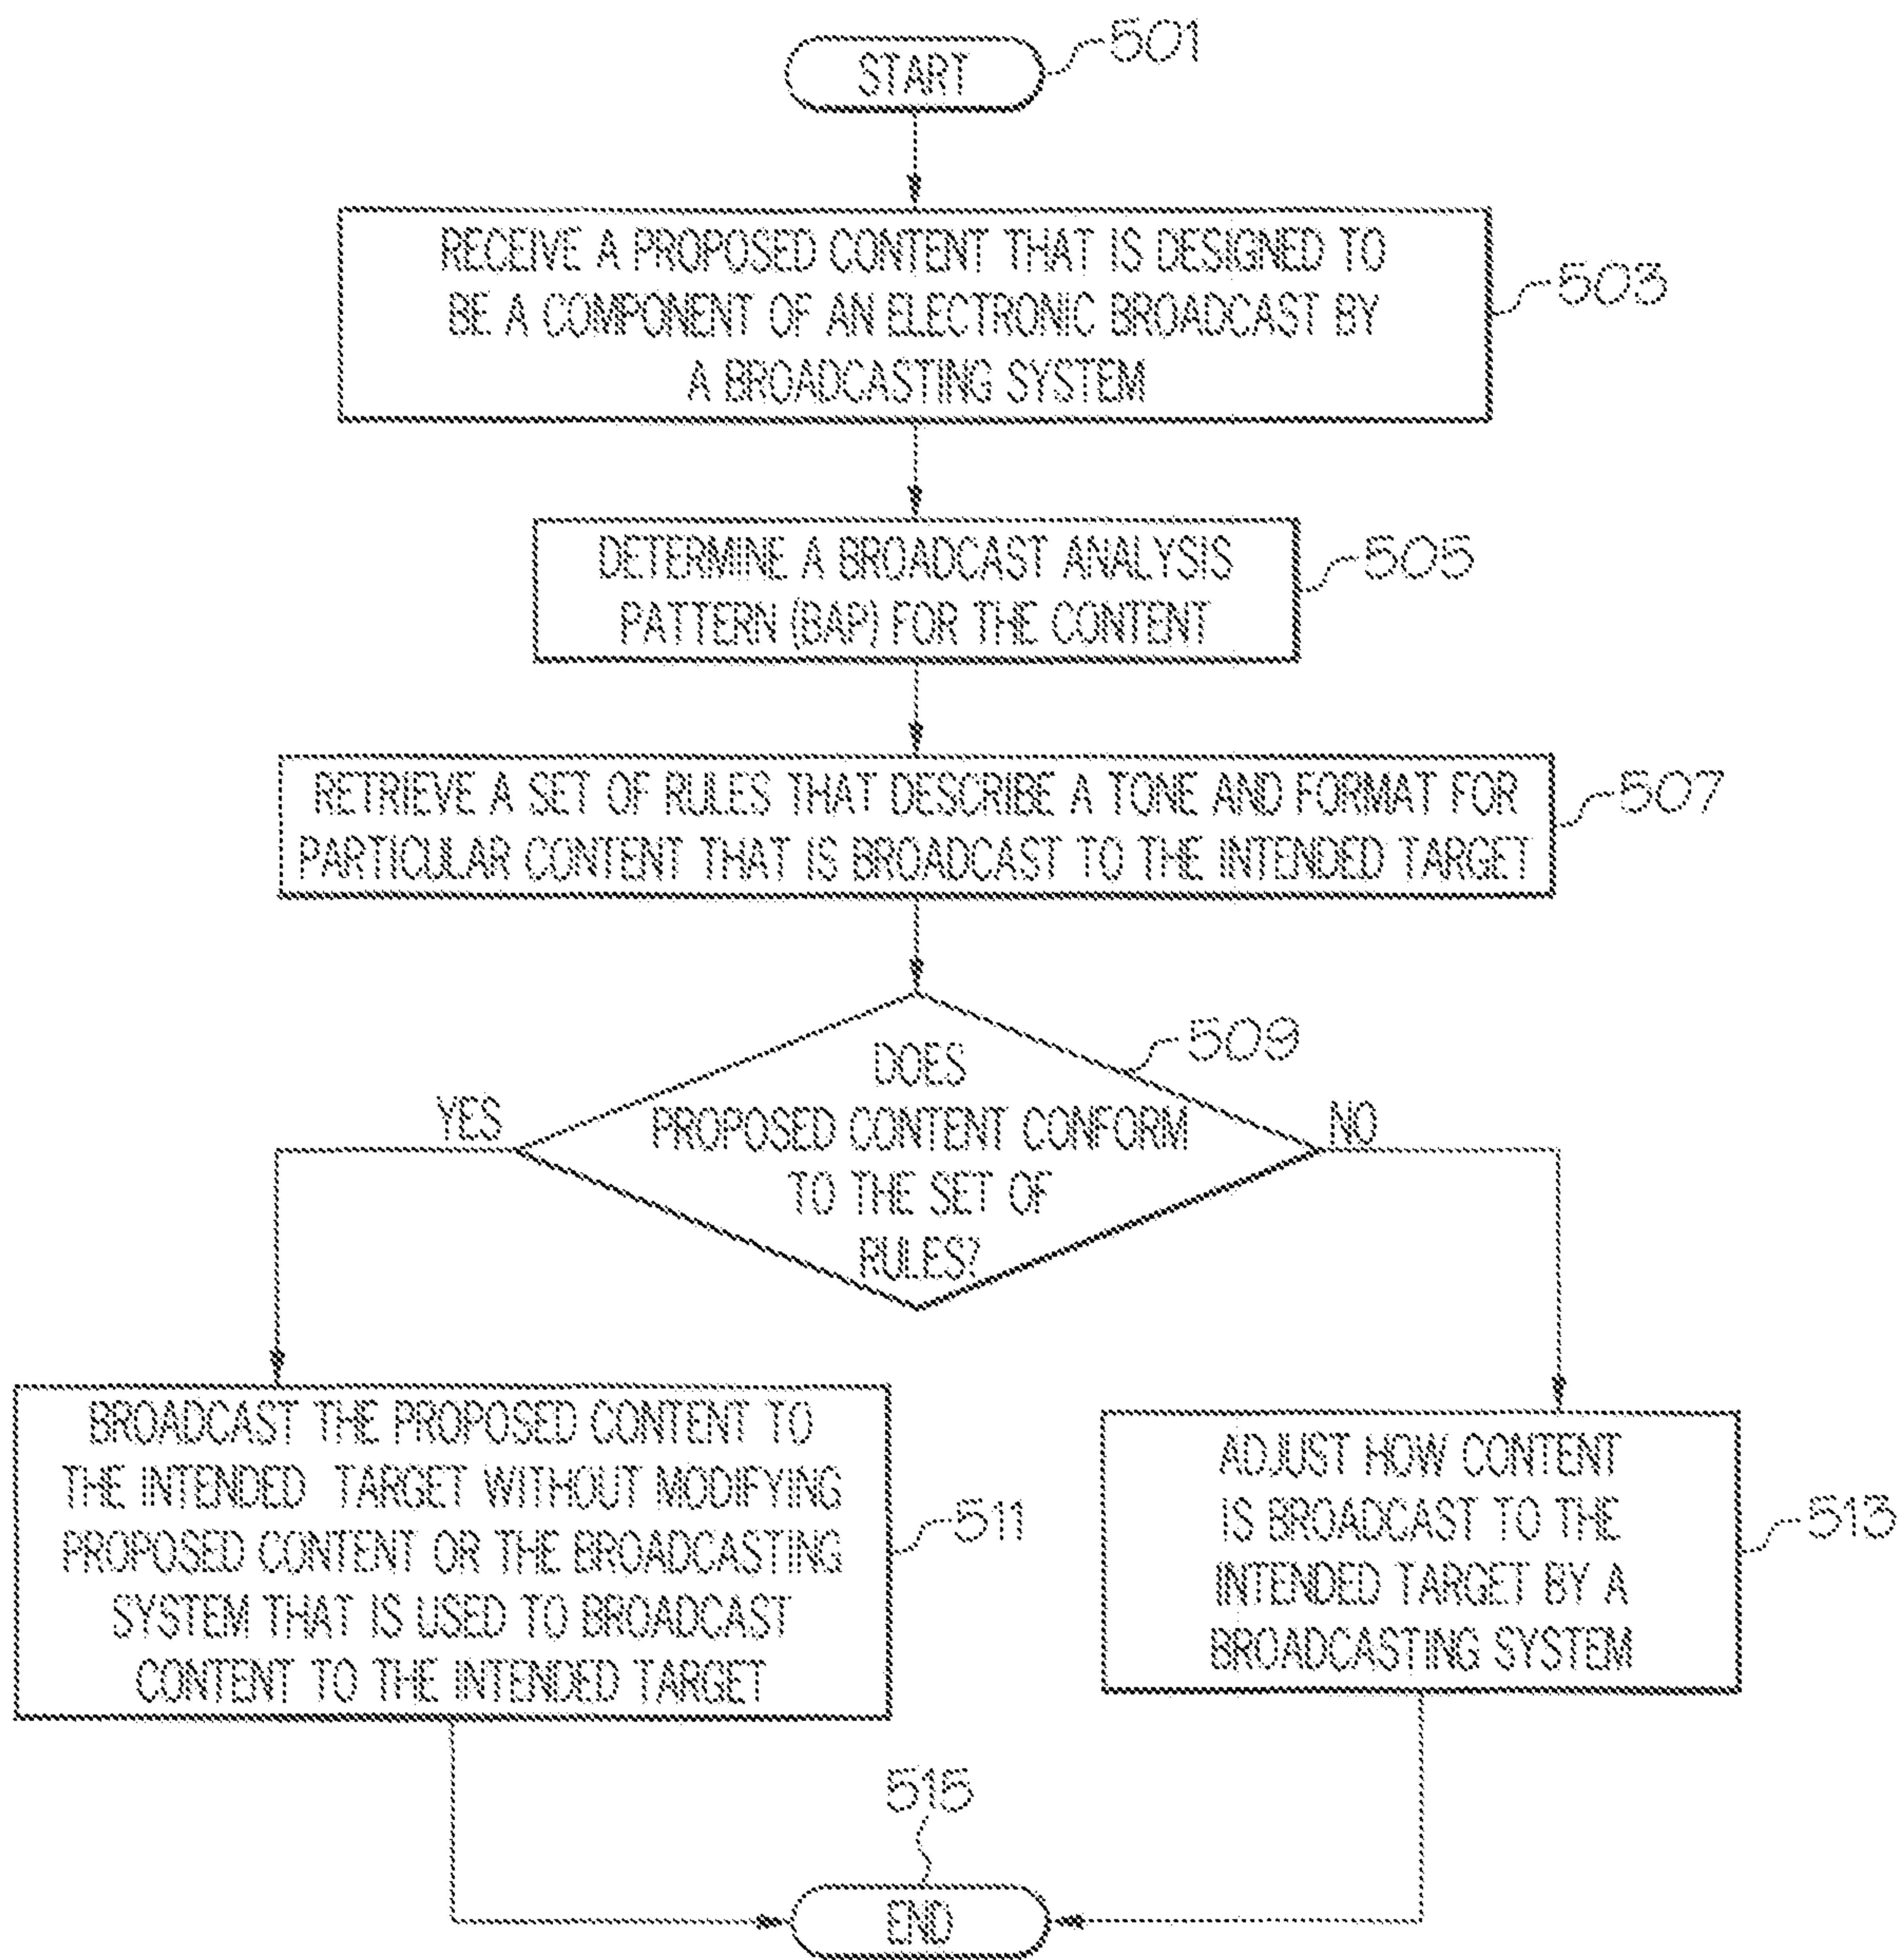 START
501
RECEIVE A PROPOSED CONTENT THAT IS DESIGNED TO
BE A COMPONENT OF AN ELECTRONIC BROADCAST BY
A BROADCASTING SYSTEM
503
DETERMINE A BROADCAST ANALYSIS
PATTERN (BAP) FOR THE CONTENT
505
RETRIEVE A SET OF RULES THAT DESCRIBE A TONE AND FORMAT FOR
PARTICULAR CONTENT THAT IS BROADCAST TO THE INTENDED TARGET
507
DOES
PROPOSED CONTENT CONFORM
TO THE SET OF
RULES?
509
YES
NO
BROADCAST THE PROPOSED CONTENT TO
THE INTENDED TARGET WITHOUT MODIFYING
PROPOSED CONTENT OR THE BROADCASTING
SYSTEM THAT IS USED TO BROADCAST
CONTENT TO THE INTENDED TARGET
511
ADJUST HOW CONTENT
IS BROADCAST TO THE
INTENDED TARGET BY A
BROADCASTING SYSTEM
513
515
END